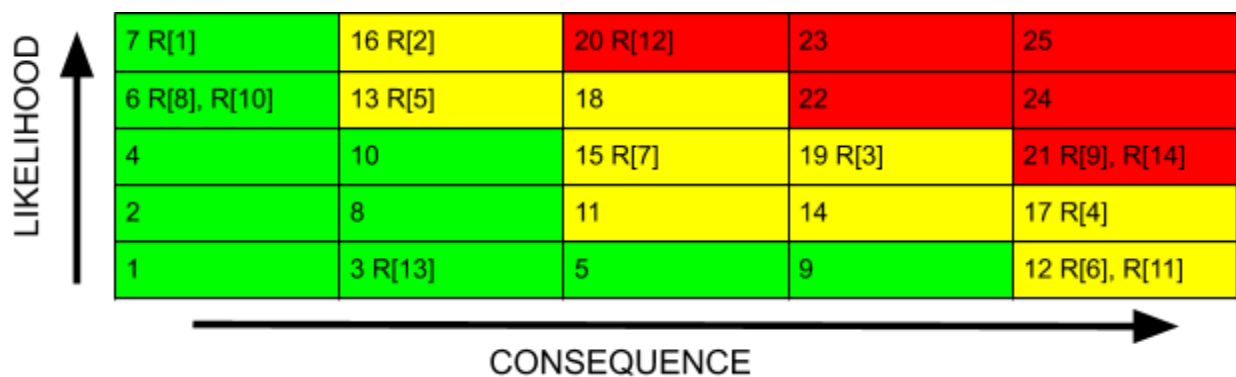 LIKELIHOOD
7 R[1] 16 R[2] 20 R[12] 23 25
6 R[8], R[10] 13 R[5] 18 22 24
4 10 15 R[7] 19 R[3] 21 R[9], R[14]
2 8 11 14 17 R[4]
1 3 R[13] 5 9 12 R[6], R[11]
CONSEQUENCE